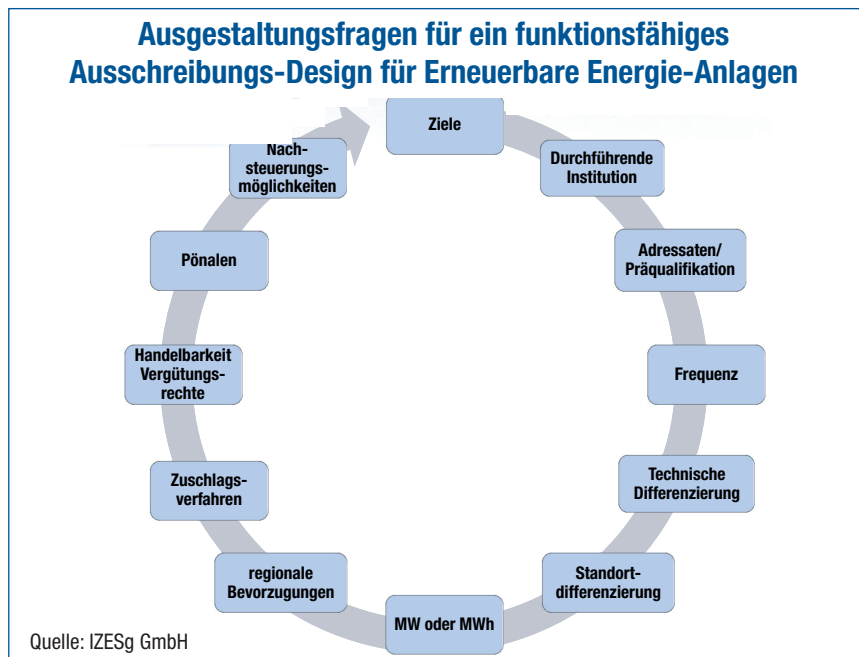 Ausgestaltungsfragen für ein funktionsfähiges
Ausschreibungs-Design für Erneuerbare Energie-Anlagen
Ziele
Durchführende
Institution
Adressaten/
Präqualifikation
Frequenz
Technische
Differenzierung
Standort-
differenzierung
MW oder MWh
regionale
Bevorzugungen
Zuschlags-
verfahren
Handelbarkeit
Vergütungs-
rechte
Pönalen
Nach-
steuerungs-
möglichkeiten
Quelle: IZESg GmbH